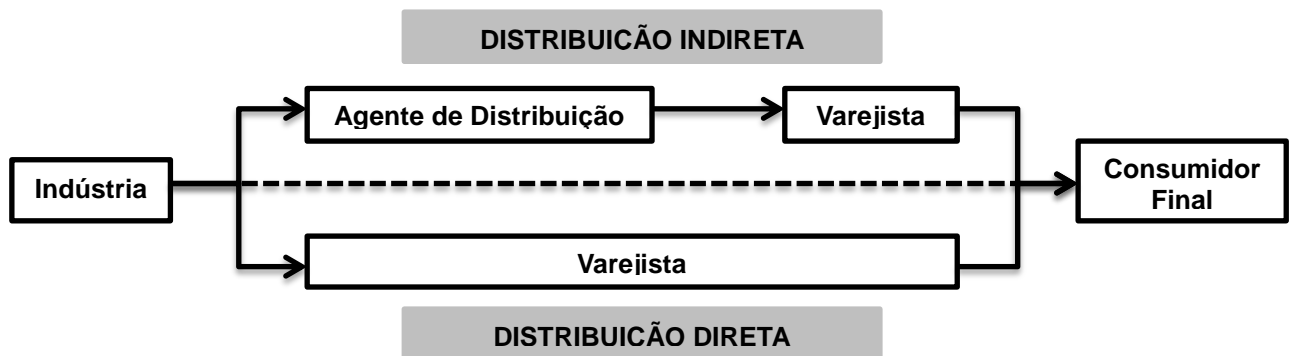 DISTRIBUICÃO INDIRETA
Agente de Distribuição
Varejista
Indústria
Consumidor
Final
Varejista
DISTRIBUICÃO DIRETA